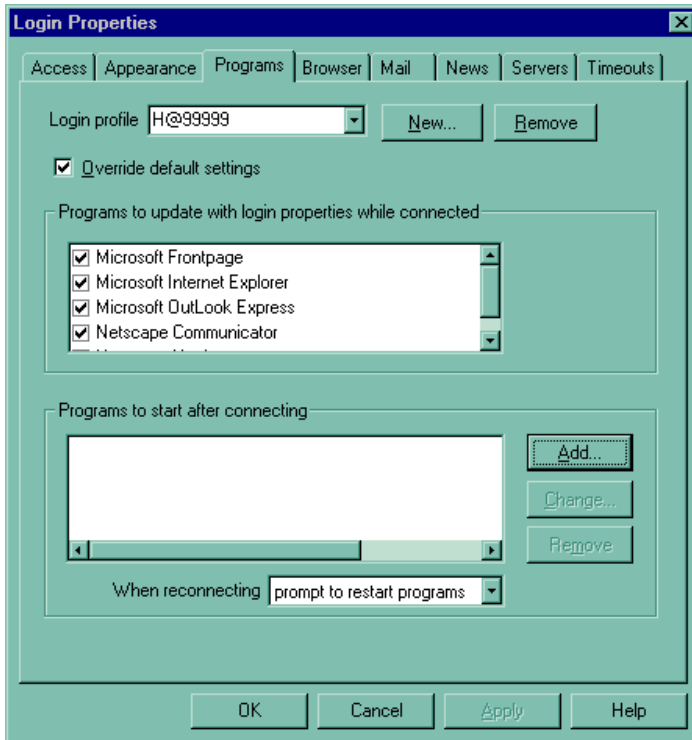 Login Properties
Access Appearance Programs Browser Mail News Servers Timeouts
Login profile H@99999 New... Remove
Override default settings
Programs to update with login properties while connected
Microsoft Frontpage
Microsoft Internet Explorer
Microsoft OutLook Express
Netscape Communicator
Programs to start after connecting
Add...
Change...
Remove
When reconnecting prompt to restart programs
OK Cancel Apply Help